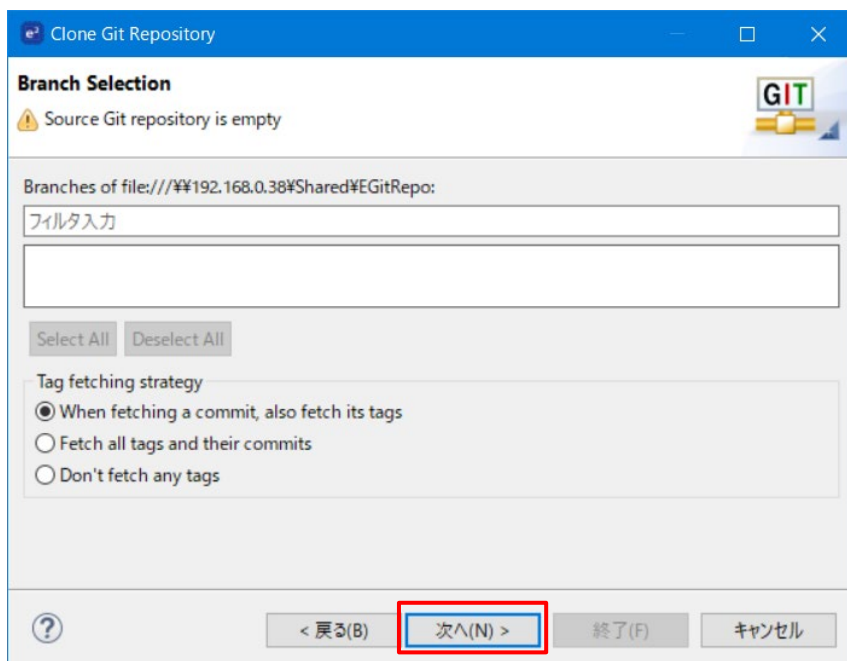 e² Clone Git Repository
Branch Selection
Source Git repository is empty
GIT
Branches of file:///¥¥192.168.0.38¥Shared¥EGitRepo:
フィルタ入力
Select All Deselect All
Tag fetching strategy
When fetching a commit, also fetch its tags
Fetch all tags and their commits
Don't fetch any tags
? < 戻る(B) 次へ(N) > 終了(F) キャンセル